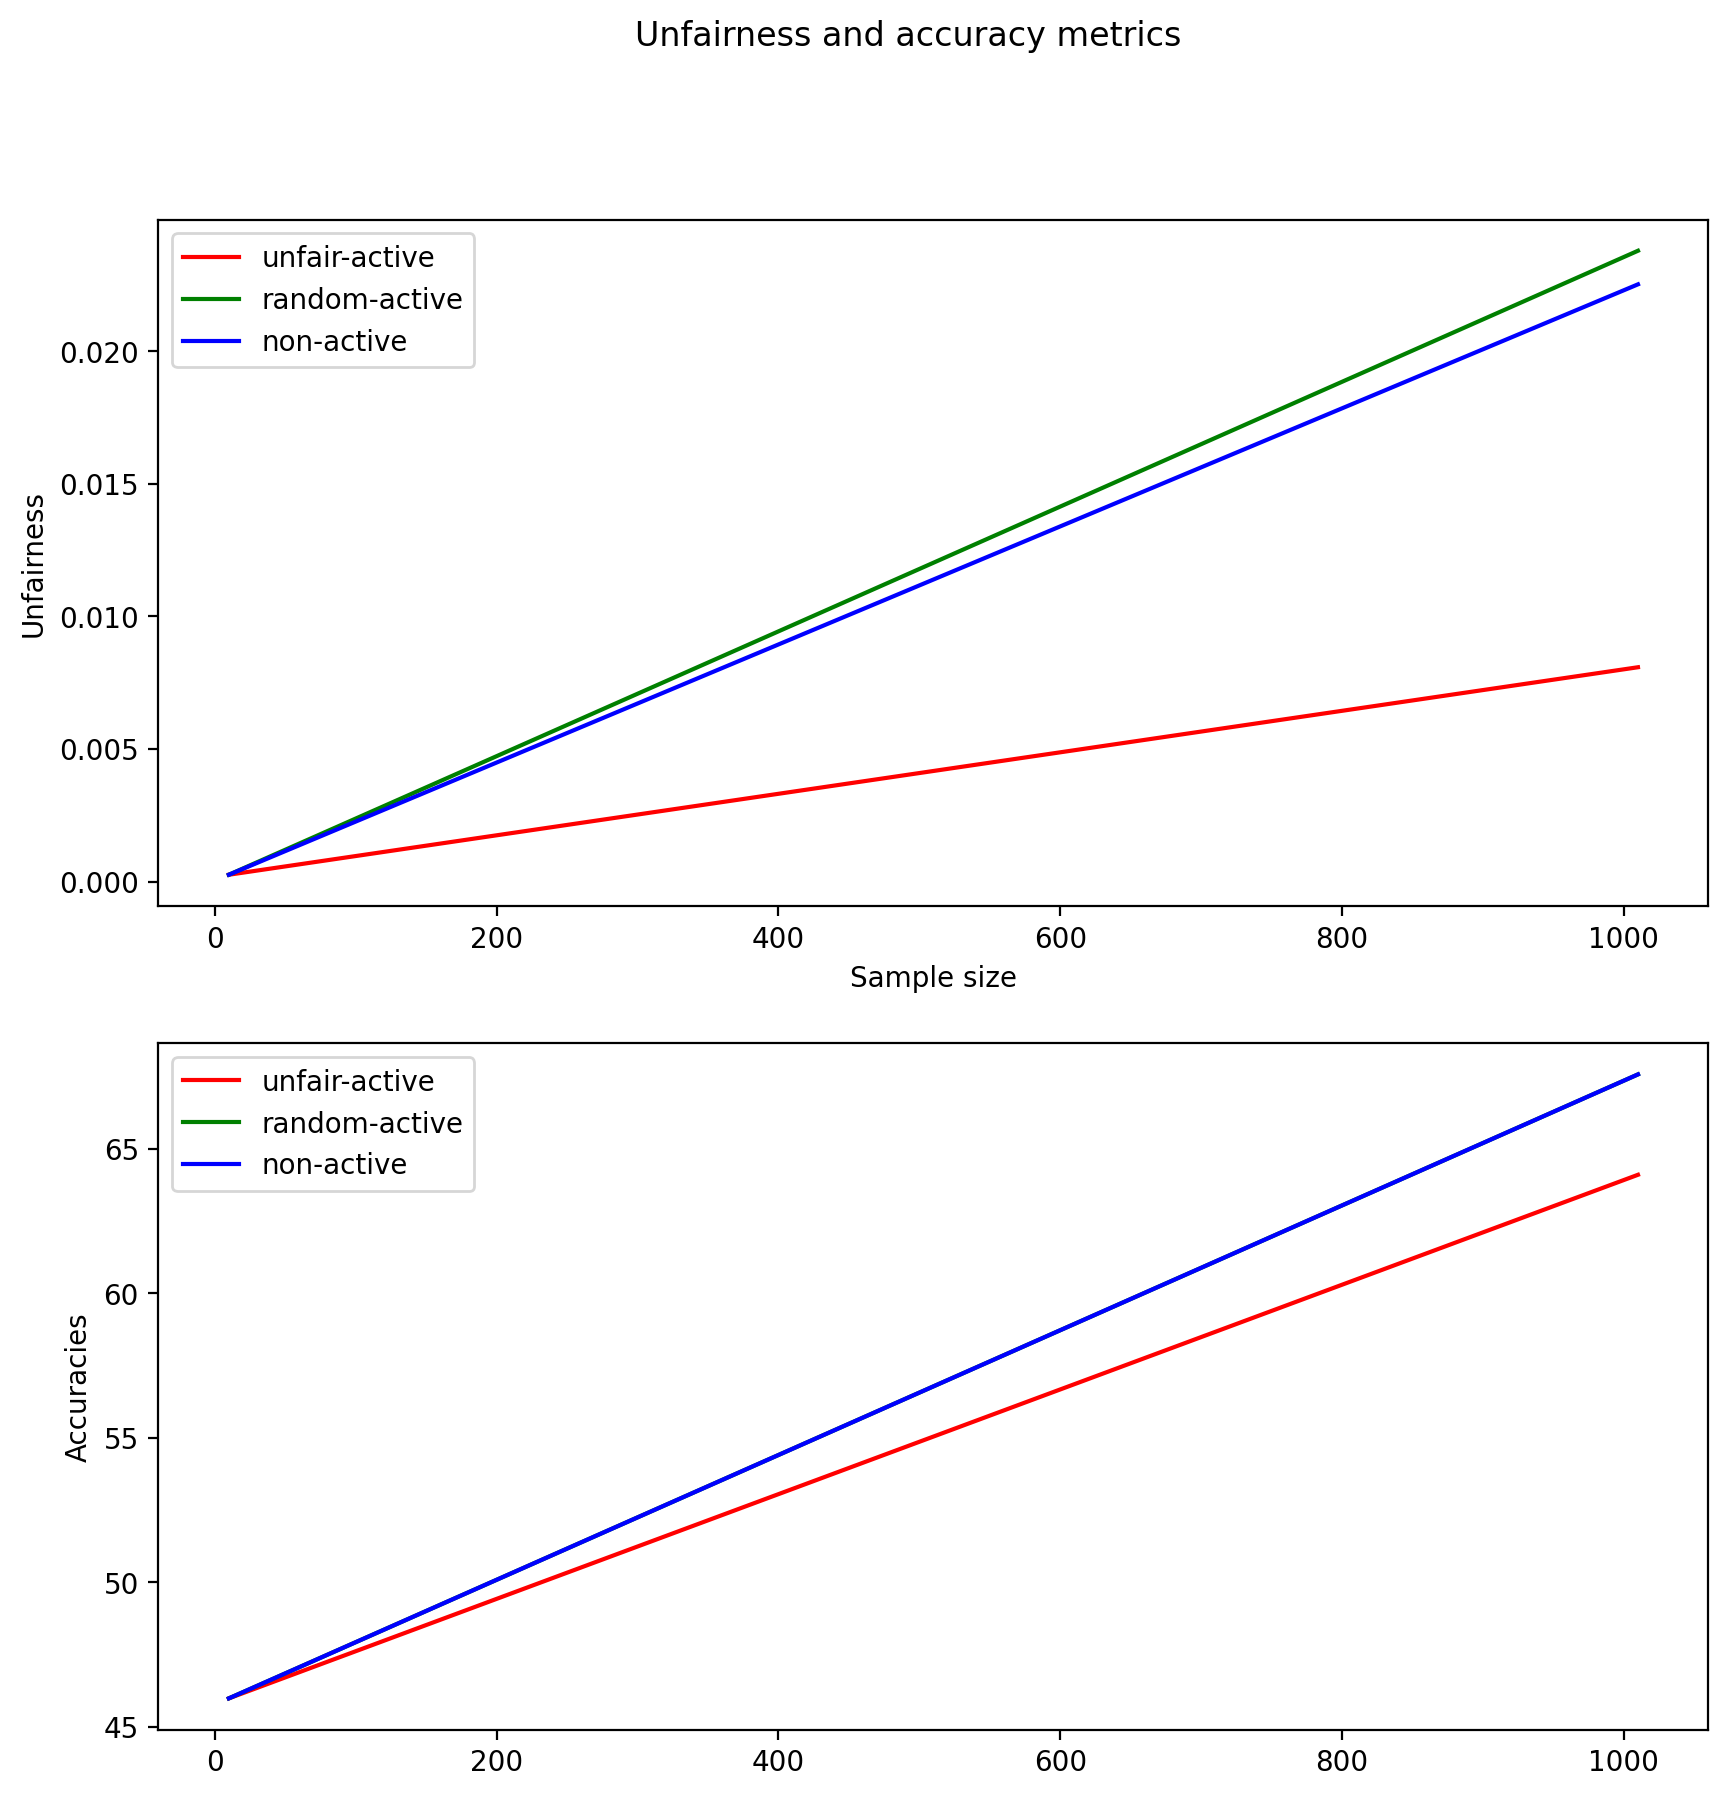 Unfairness and accuracy metrics
unfair-active
random-active
non-active
0.020
0.015
0.010
0.005
0.000
Unfairness
0 200 400 600 800 1000
Sample size
unfair-active
random-active
non-active
65
60
55
50
45
Accuracies
0 200 400 600 800 1000